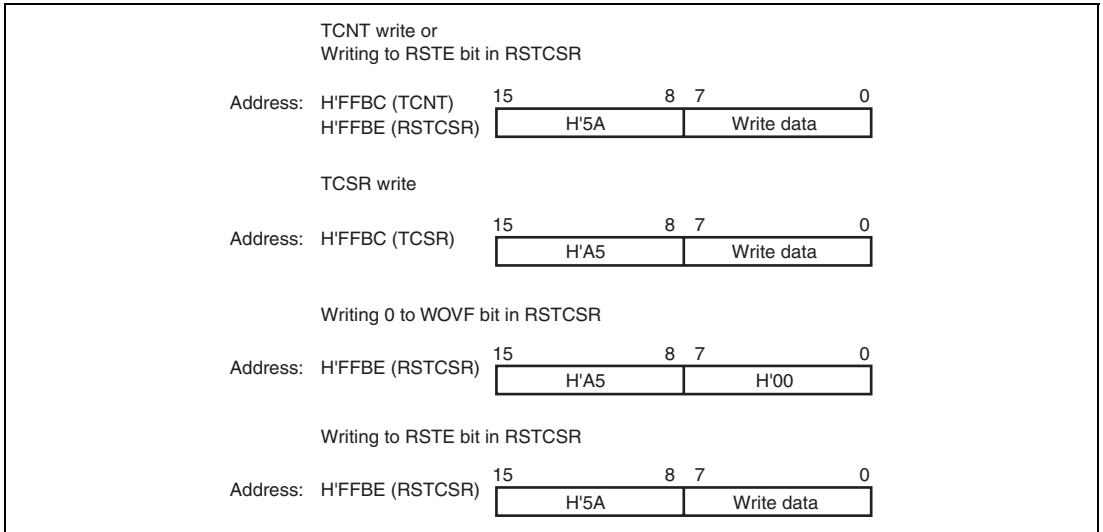 TCNT write or
Writing to RSTE bit in RSTCSR
15 8 7 0
Address: H'FFBC (TCNT)
H'FFBE (RSTCSR)
H'5A Write data
TCSR write
15 8 7 0
Address: H'FFBC (TCSR)
H'A5 Write data
Writing 0 to WOVF bit in RSTCSR
15 8 7 0
Address: H'FFBE (RSTCSR)
H'A5 H'00
Writing to RSTE bit in RSTCSR
15 8 7 0
Address: H'FFBE (RSTCSR)
H'5A Write data